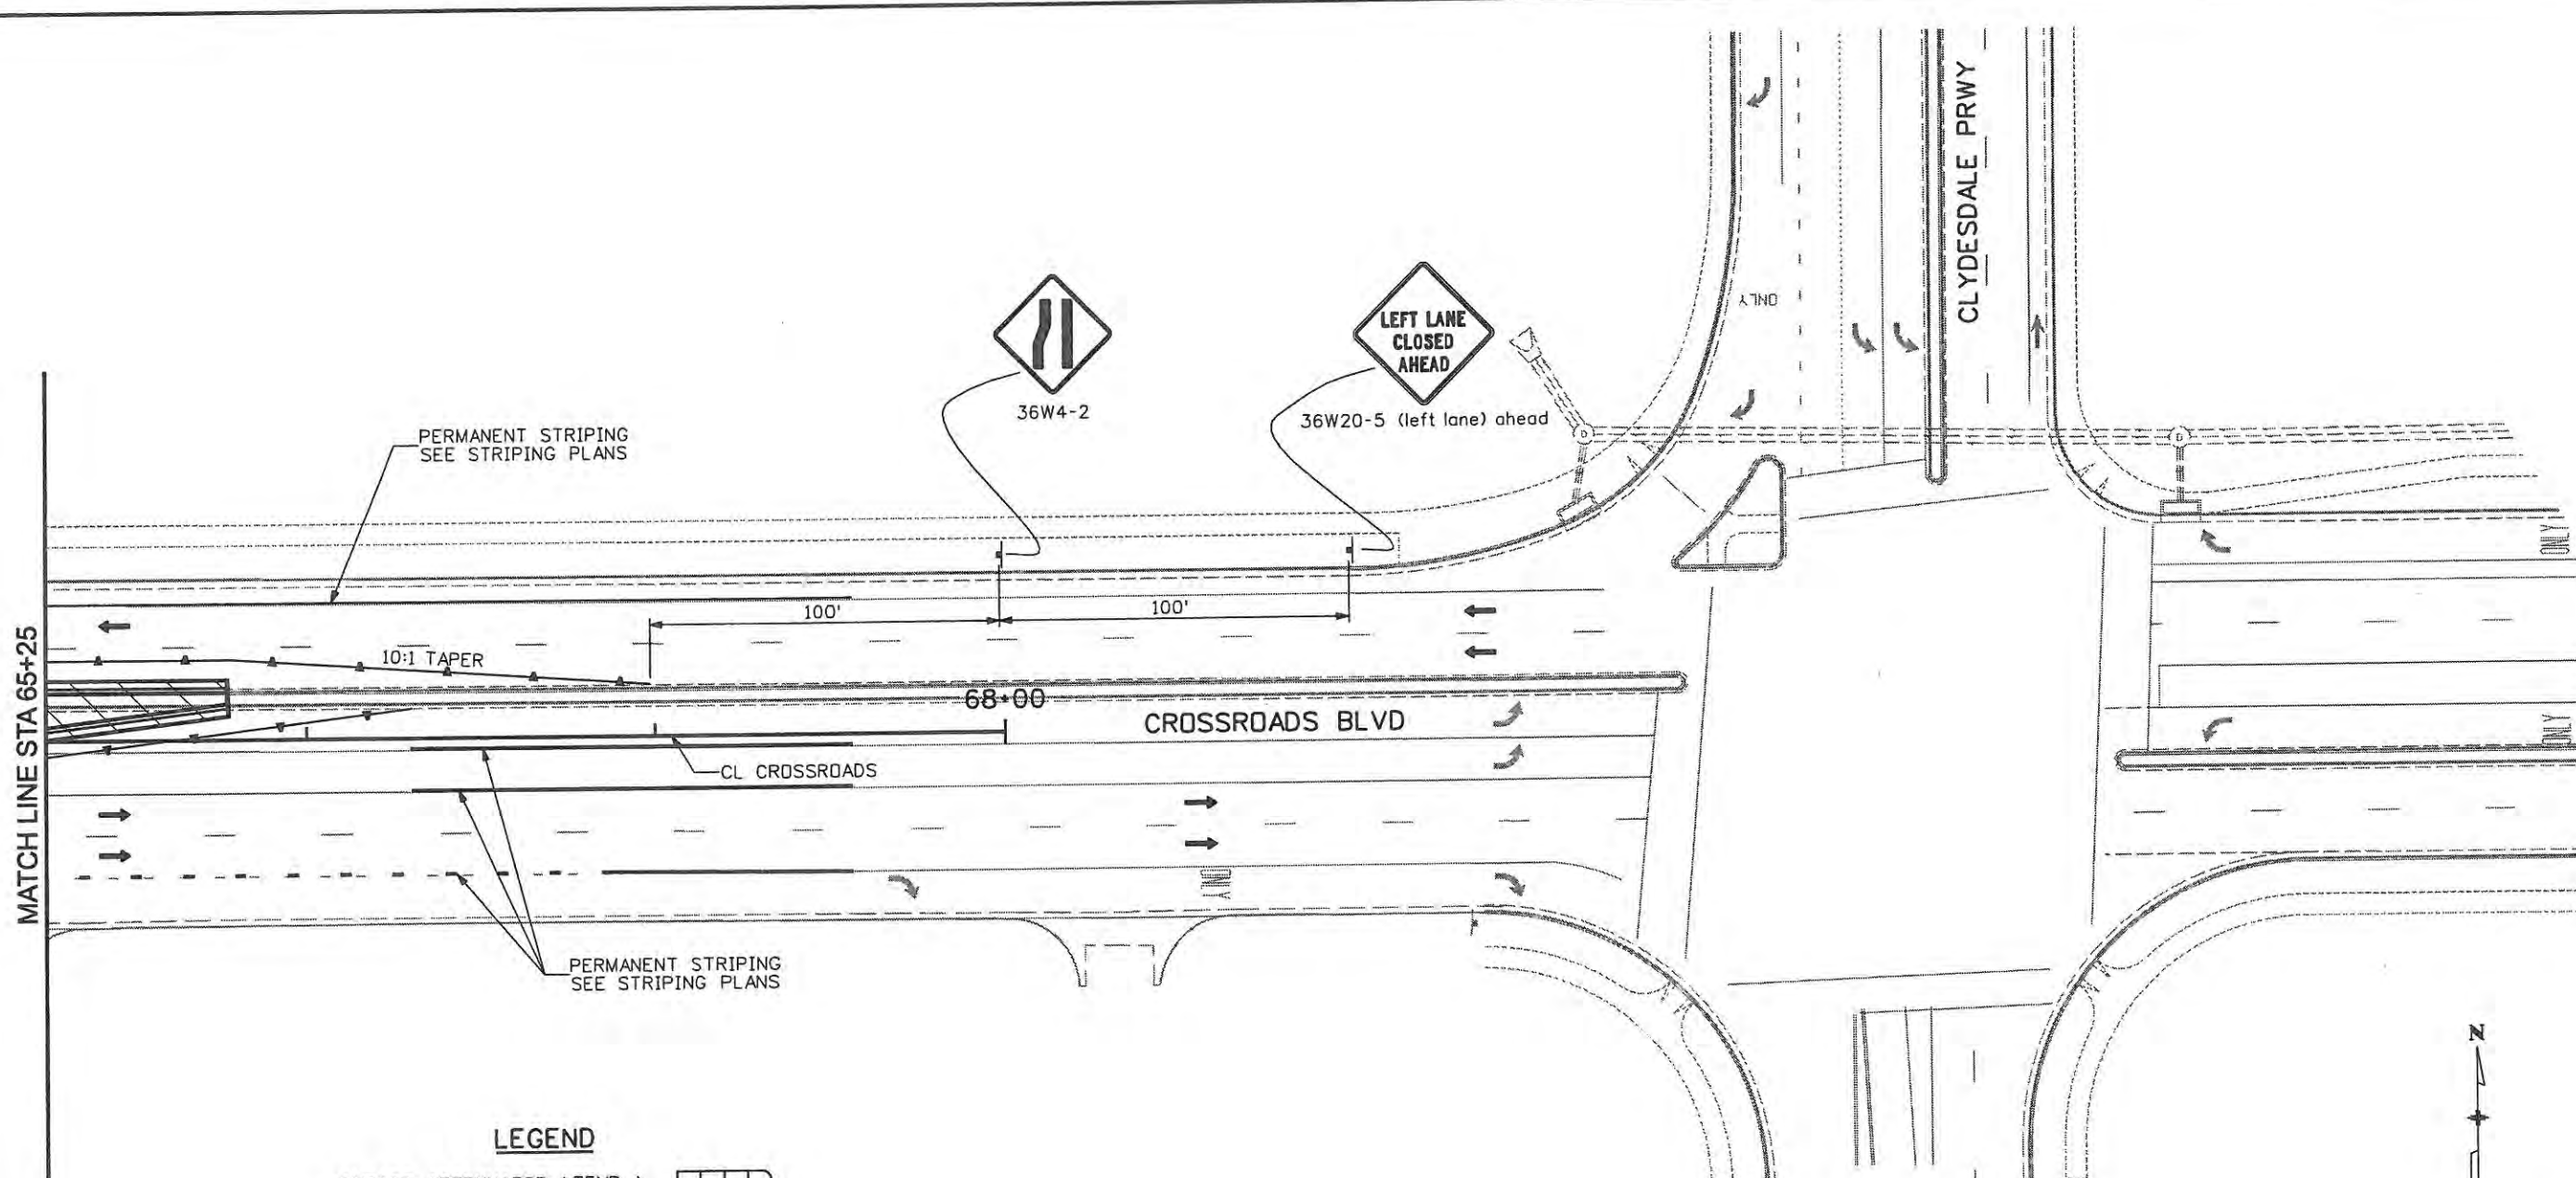 CLYDESDALE PRWY
ONLY
LEFT LANE
CLOSED
AHEAD
36W4-2
36W20-5 (left lane) ahead
PERMANENT STRIPING
SEE STRIPING PLANS
D
D
ONLY
100'
100'
MATCH LINE STA 65+25
10:1 TAPER
68+00
CROSSROADS BLVD
ONLY
CL CROSSROADS
ONLY
PERMANENT STRIPING
SEE STRIPING PLANS
N
LEGEND